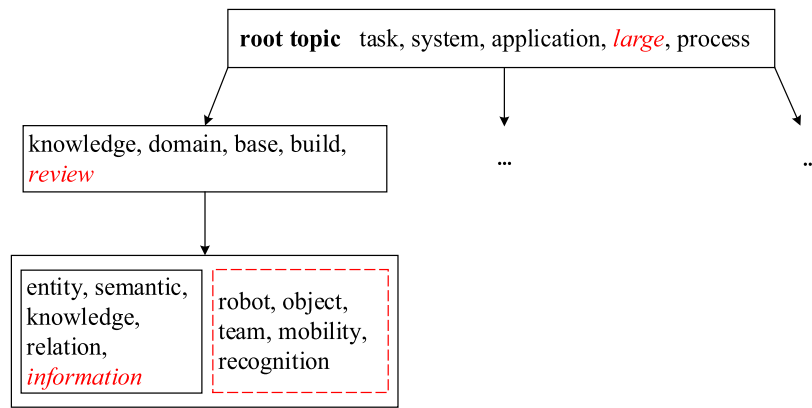 root topic task, system, application, large, process
knowledge, domain, base, build,
review
...
..
entity, semantic,
knowledge,
relation,
information
robot, object,
team, mobility,
recognition